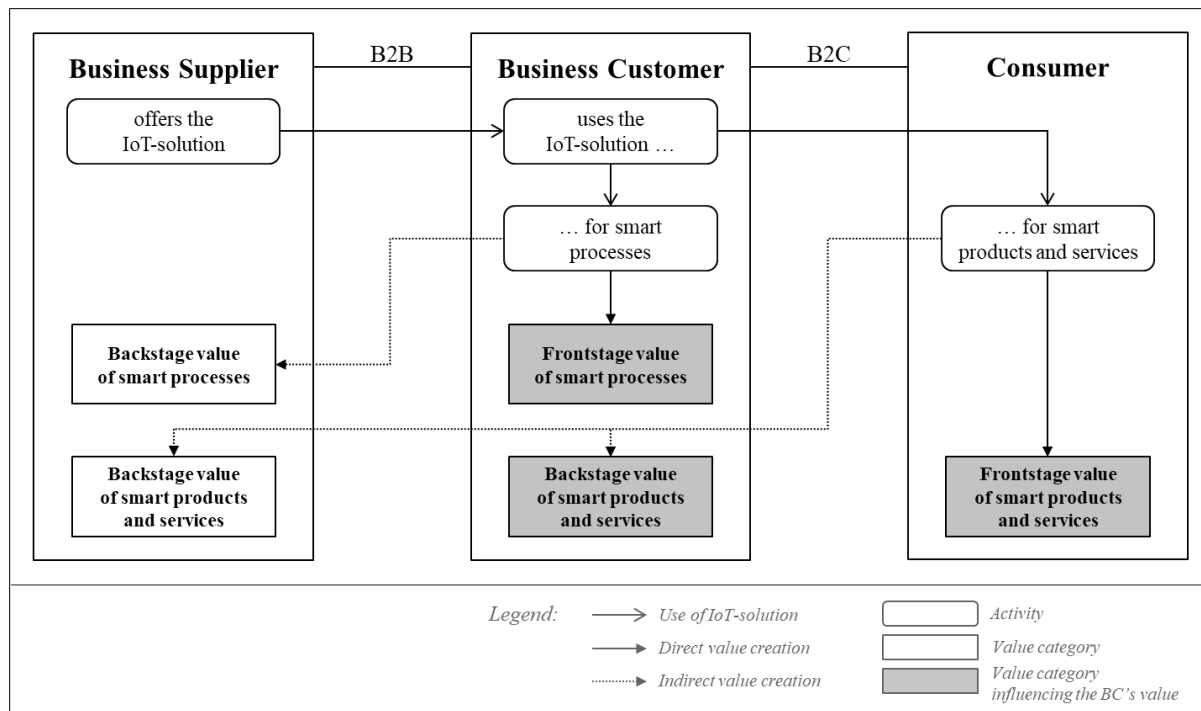 B2B
B2C
Business Supplier
Business Customer
Consumer
offers the
IoT-solution
uses the
IoT-solution …
… for smart
processes
… for smart
products and services
Backstage value
of smart processes
Frontstage value
of smart processes
Backstage value
of smart products
and services
Backstage value
of smart products
and services
Frontstage value
of smart products
and services
Legend:
Use of IoT-solution
Direct value creation
Indirect value creation
Activity
Value category
Value category
influencing the BC's value